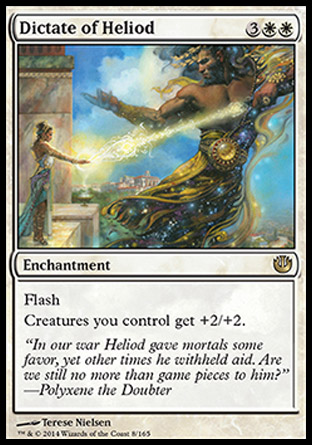 Dictate of Heliod 3
Enchantment
Flash
Creatures you control get +2/+2.
"In our war Heliod gave mortals some
favor, yet other times he withheld aid. Are
we still no more than game pieces to him?"
—Polyxene the Doubter
Terese Nielsen
™ & © 2014 Wizards of the Coast 8/165